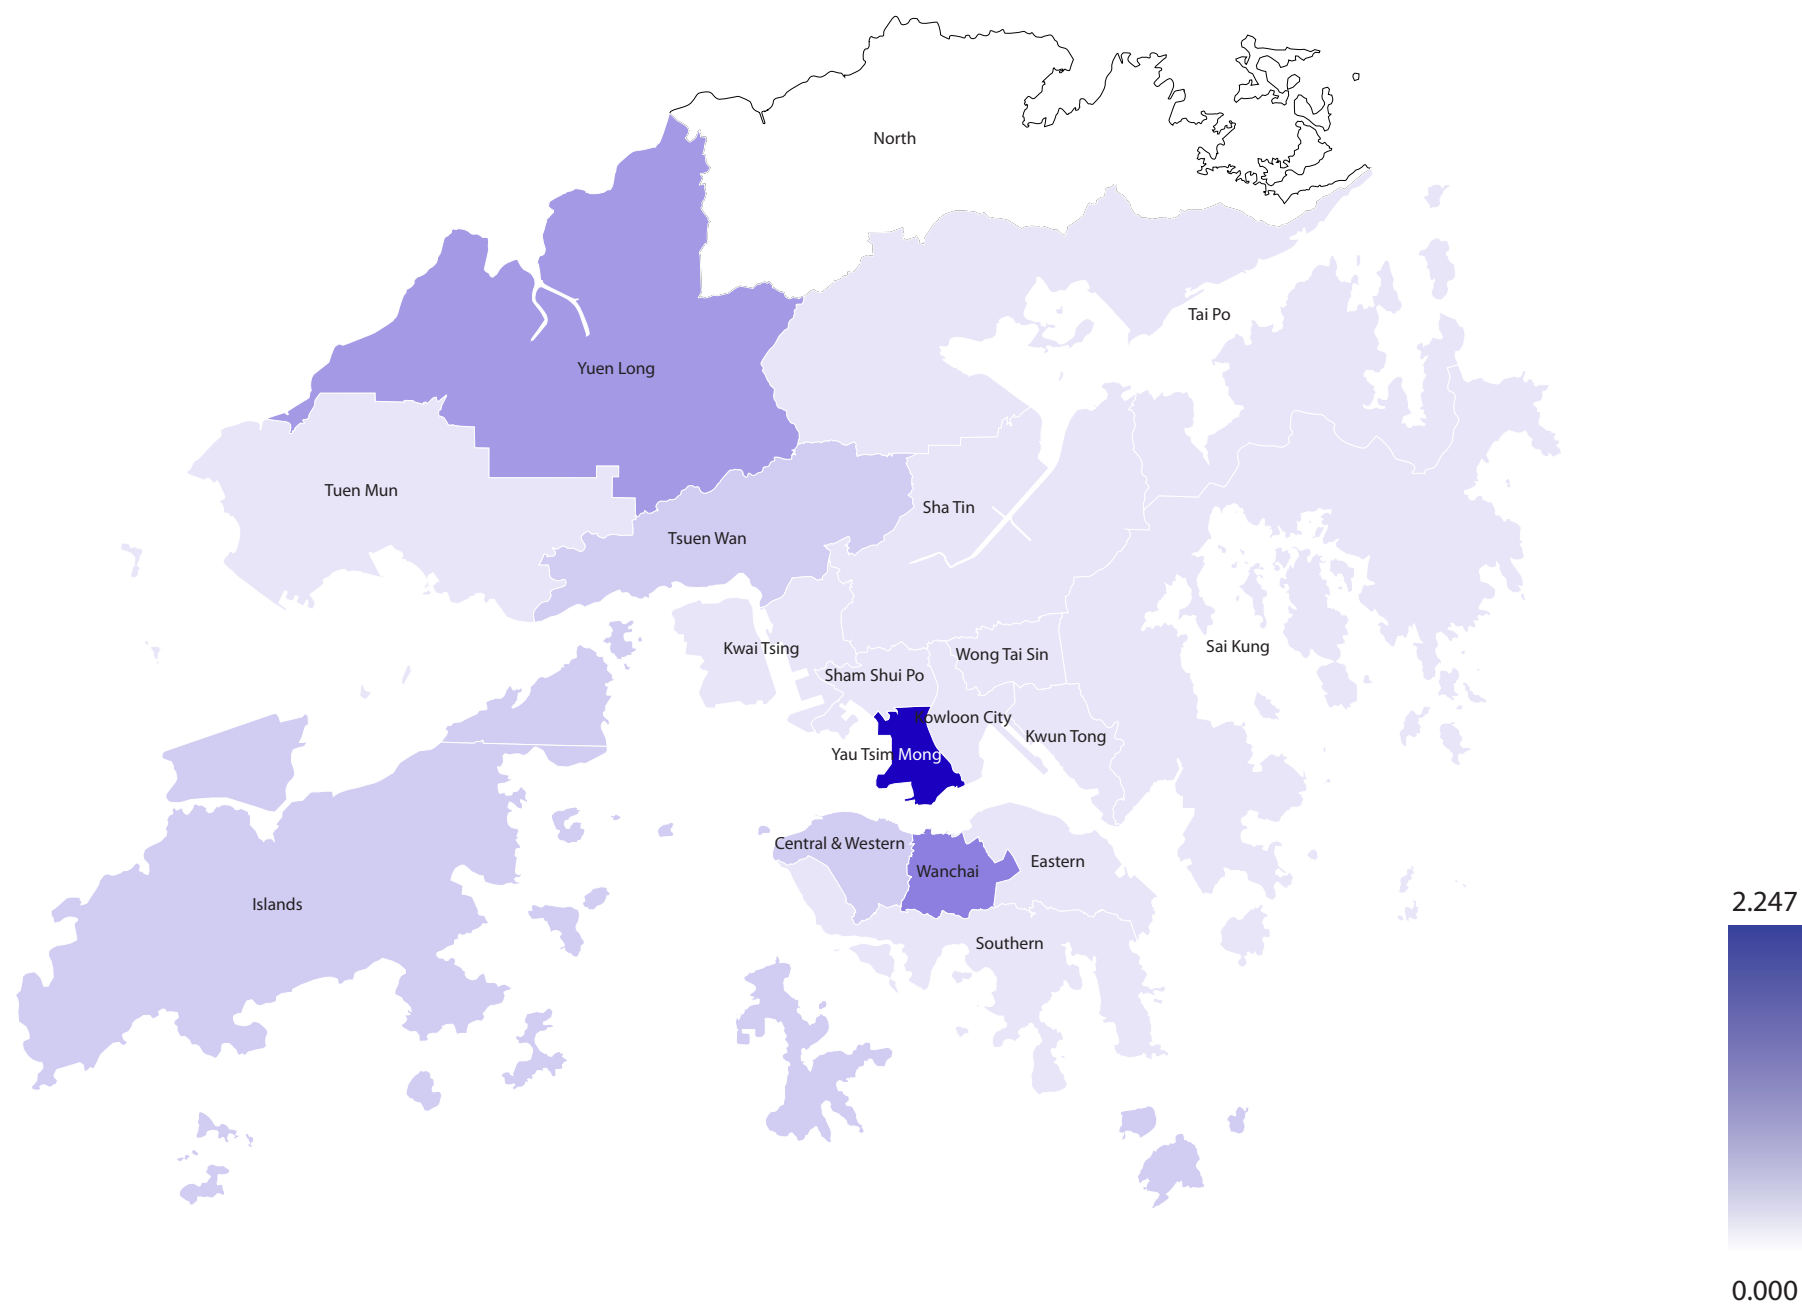 North
Tai Po
Yuen Long
Tuen Mun
Sha Tin
Tsuen Wan
Kwai Tsing
Wong Tai Sin
Sai Kung
Sham Shui Po
Kowloon City
Kwun Tong
Yau Tsim Mong
Central & Western
Eastern
Wanchai
Islands
Southern
2.247
0.000